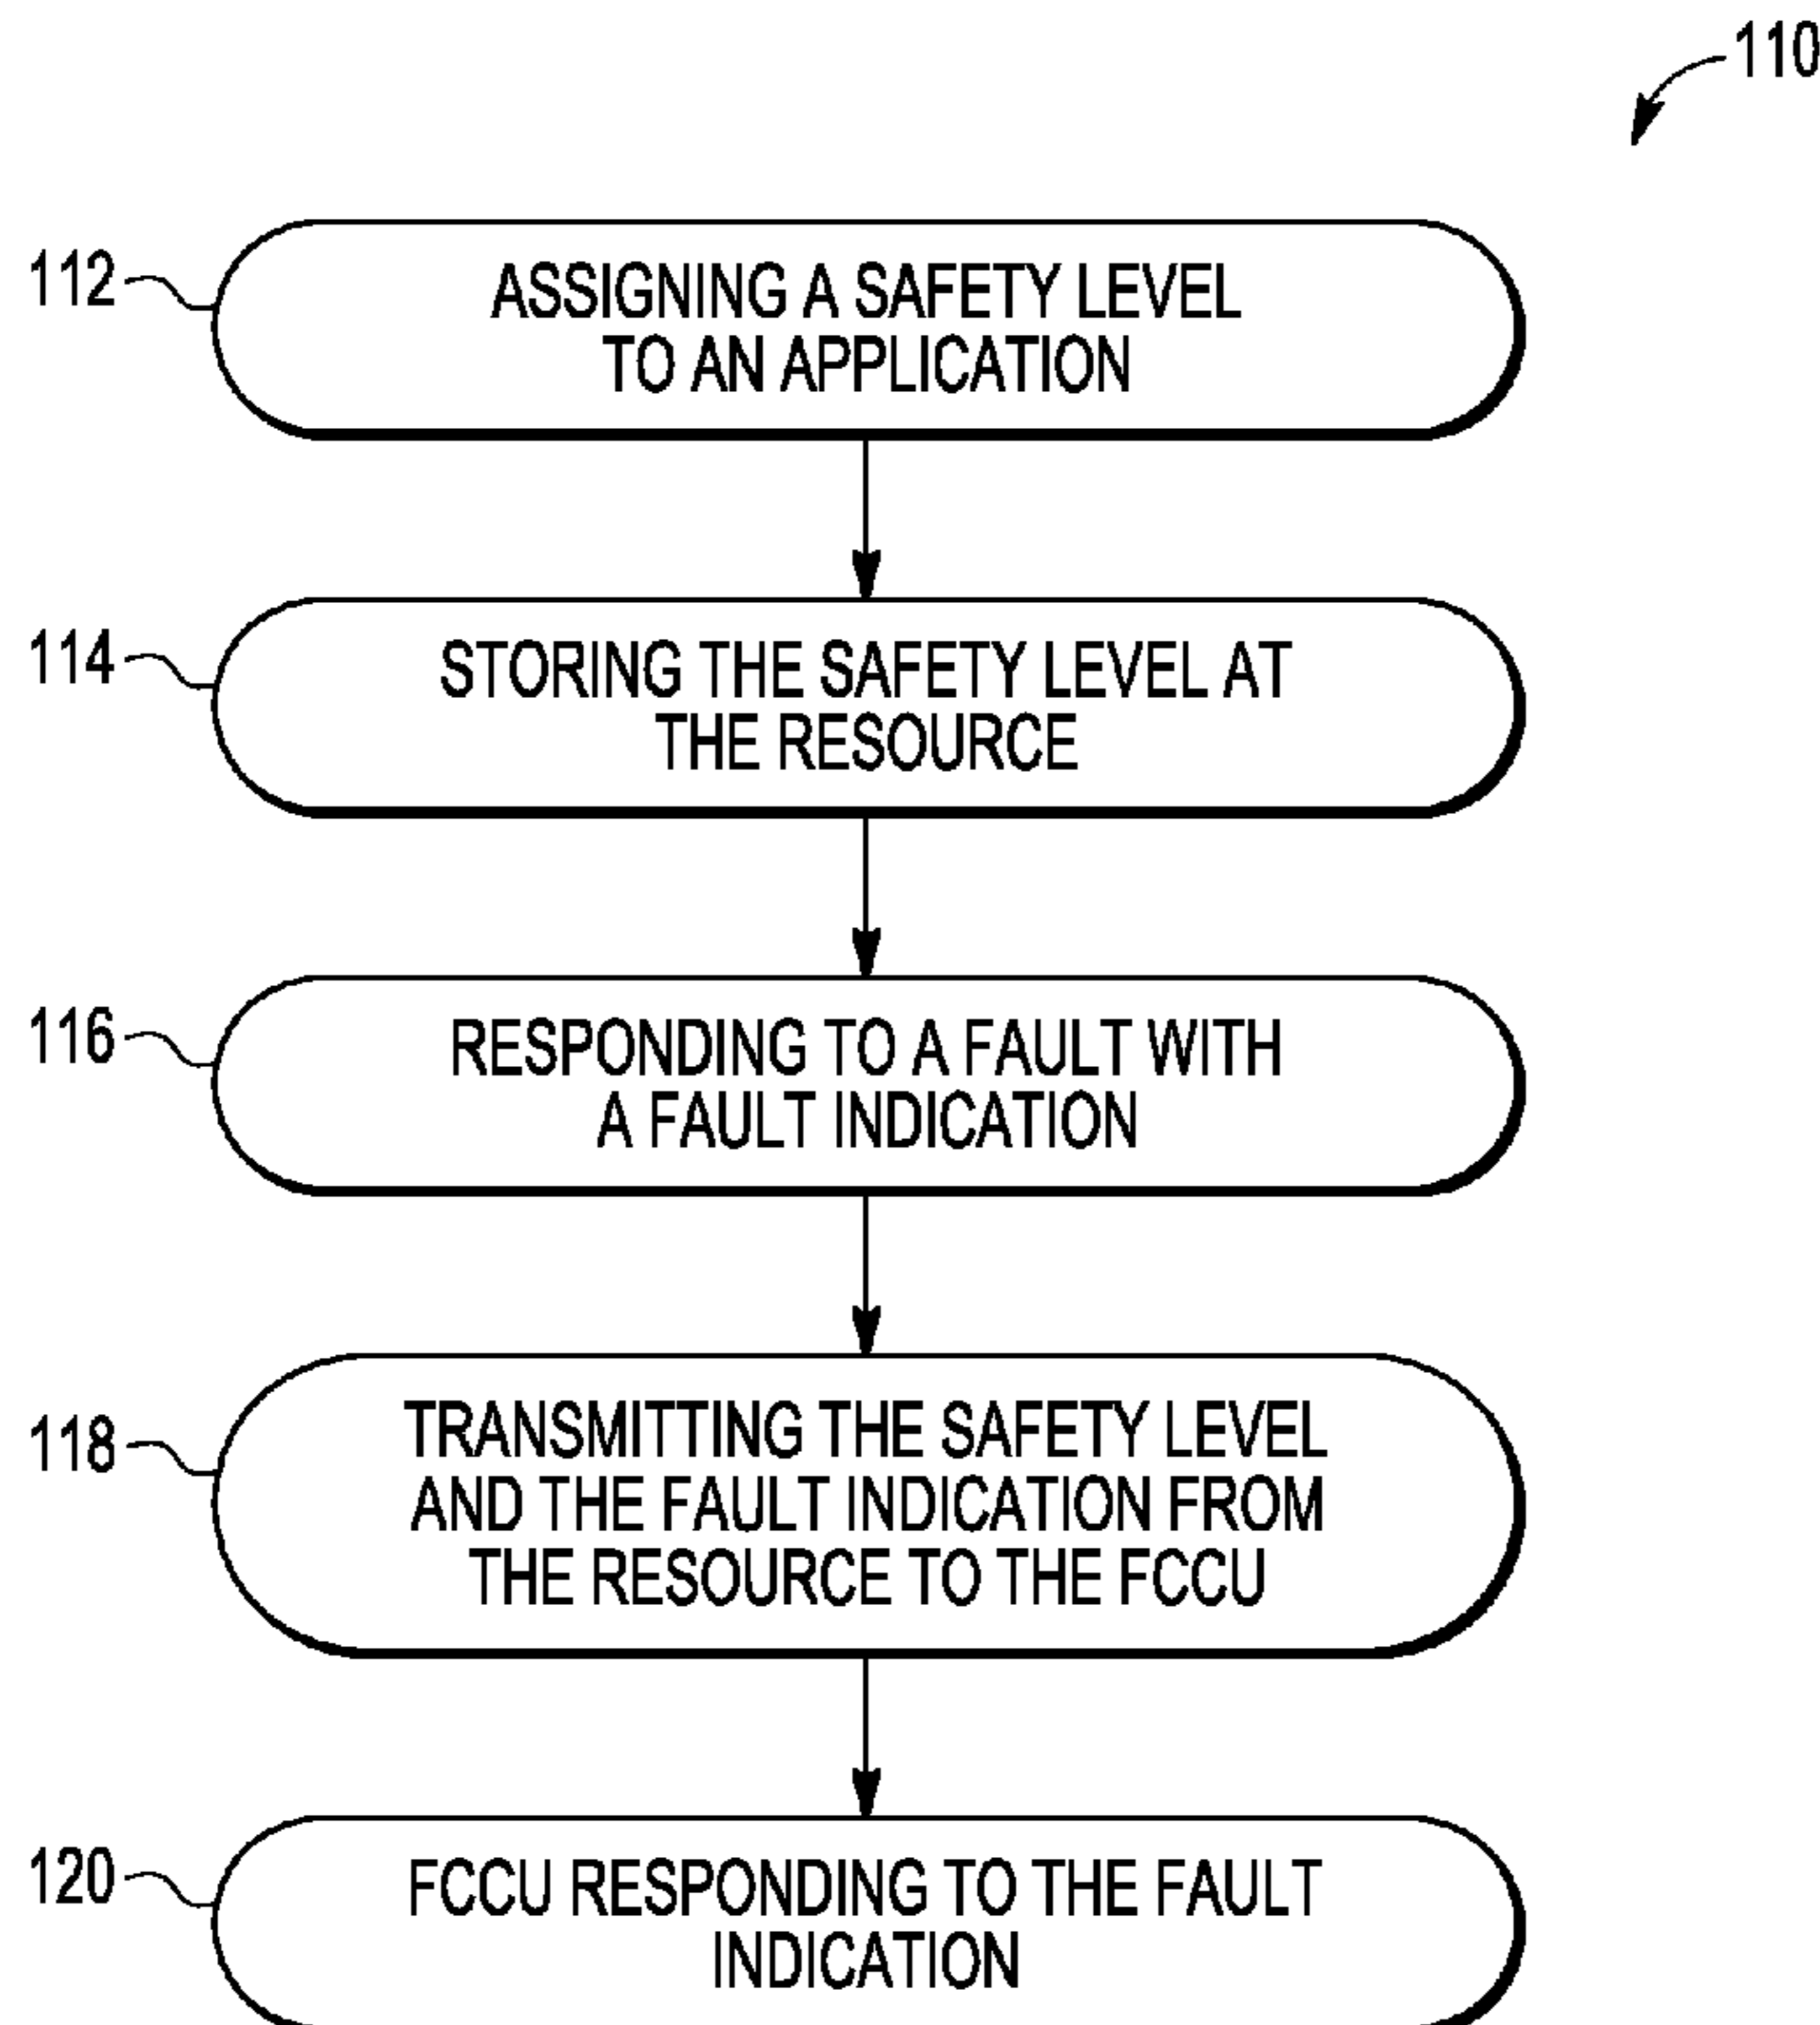 110
112
ASSIGNING A SAFETY LEVEL
TO AN APPLICATION
114
STORING THE SAFETY LEVEL AT
THE RESOURCE
116
RESPONDING TO A FAULT WITH
A FAULT INDICATION
118
TRANSMITTING THE SAFETY LEVEL
AND THE FAULT INDICATION FROM
THE RESOURCE TO THE FCCU
120
FCCU RESPONDING TO THE FAULT
INDICATION